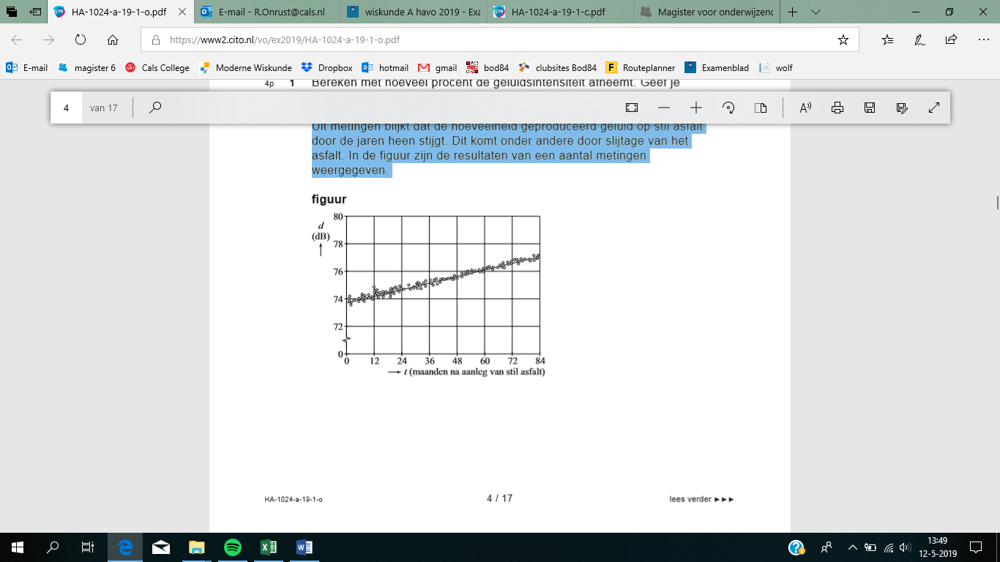 HA-1024-a-19-1-o.pdf
E-mail - R.Onrust@cals.nl
wiskunde A havo 2019 - Exa
HA-1024-a-19-1-c.pdf
Magister voor onderwijzend
https://www2.cito.nl/vo/ex2019/HA-1024-a-19-1-o.pdf
E-mail
magister 6
Cals College
Moderne Wiskunde
Dropbox
hotmail
gmail
bod84
clubsites Bod84
Routeplanner
Examenblad
wolf
4p 1 Bereken met hoeveel procent de geluidsintensiteit afneemt. Geef je
4 van 17
Uit metingen blijkt dat de hoeveelheid geproduceerd geluid op stil asfalt
door de jaren heen stijgt. Dit komt onder andere door slijtage van het
asfalt. In de figuur zijn de resultaten van een aantal metingen
weergegeven.
figuur
d
(dB)
80
78
76
74
72
0
0 12 24 36 48 60 72 84
t (maanden na aanleg van stil asfalt)
HA-1024-a-19-1-o
4 / 17
lees verder ►►►
13:49
12-5-2019